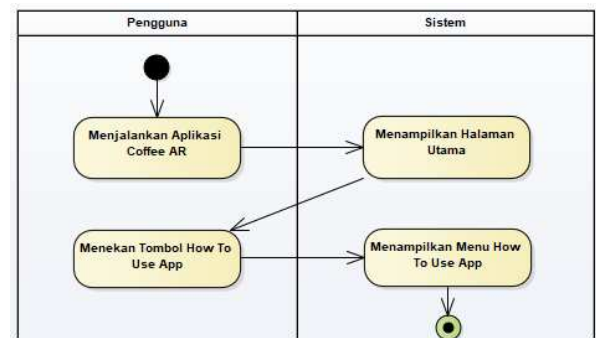 Pengguna
Sistem
Menjalankan Aplikasi
Coffee AR
Menampilkan Halaman
Utama
Menekan Tombol How To
Use App
Menampilkan Menu How
To Use App